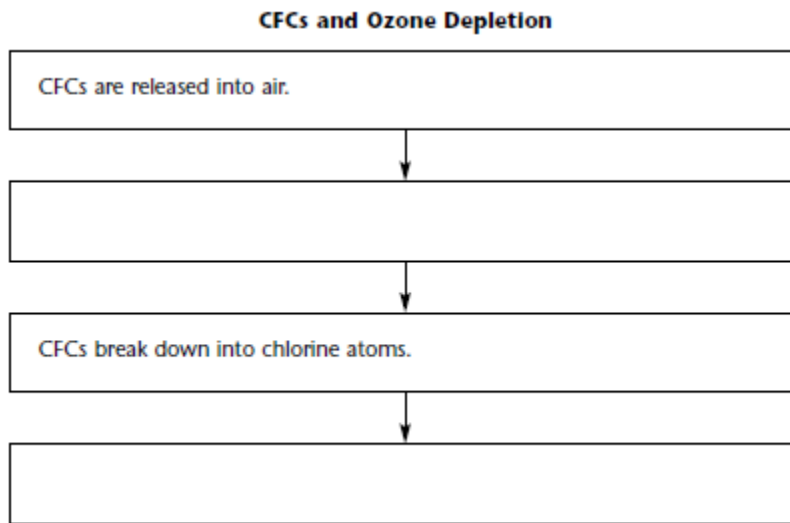 CFCs and Ozone Depletion
CFCs are released into air.
CFCs break down into chlorine atoms.